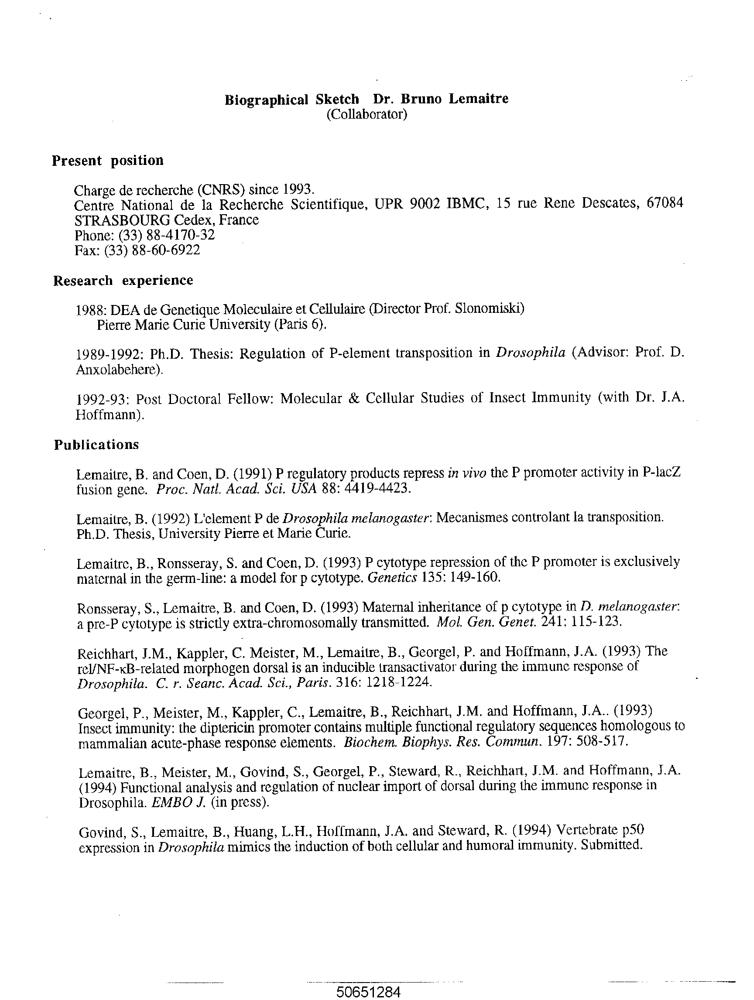 Biographical Sketch Dr. Bruno Lemaitre
(Collaborator)
Present position
Charge de recherche (CNRS) since 1993.
Centre National de la Recherche Scientifique, UPR 9002 IBMC, 15 rue Rene Descates, 67084
STRASBOURG Cedex, France
Phone: (33) 88-4170-32
Fax: (33) 88-60-6922
Research experience
1988: DEA de Genetique Moleculaire et Cellulaire (Director Prof. Slonomiski)
Pierre Marie Curie University (Paris 6).
1989-1992: Ph.D. Thesis: Regulation of P-element transposition in Drosophila (Advisor: Prof. D.
Anxolabehere).
1992-93: Post Doctoral Fellow: Molecular & Cellular Studies of Insect Immunity (with Dr. J.A.
Hoffmann).
Publications
Lemaitre, B. and Coen, D. (1991) P regulatory products repress in vivo the P promoter activity in P-lacZ
fusion gene. Proc. Natl. Acad. Sci. USA 88: 4419-4423.
Lemaitre, B. (1992) L'element P de Drosophila melanogaster: Mecanismes controlant la transposition.
Ph.D. Thesis, University Pierre et Marie Curie.
Lemaitre, B., Ronsseray, S. and Coen, D. (1993) P cytotype repression of the P promoter is exclusively
maternal in the germ-line: a model for p cytotype. Genetics 135: 149-160.
Ronsseray, S., Lemaitre, B. and Coen, D. (1993) Maternal inheritance of p cytotype in D. melanogaster:
a pre-P cytotype is strictly extra-chromosomally transmitted. Mol. Gen. Genet. 241: 115-123.
Reichhart, J.M., Kappler, C. Meister, M., Lemaitre, B., Georgel, P. and Hoffmann, J.A. (1993) The
rel/NF-κB-related morphogen dorsal is an inducible transactivator during the immune response of
Drosophila. C. r. Seanc. Acad. Sci., Paris. 316: 1218-1224.
Georgel, P., Meister, M., Kappler, C., Lemaitre, B., Reichhart, J.M. and Hoffmann, J.A.. (1993)
Insect immunity: the diptericin promoter contains multiple functional regulatory sequences homologous to
mammalian acute-phase response elements. Biochem. Biophys. Res. Commun. 197: 508-517.
Lemaitre, B., Meister, M., Govind, S., Georgel, P., Steward, R., Reichhart, J.M. and Hoffmann, J.A.
(1994) Functional analysis and regulation of nuclear import of dorsal during the immune response in
Drosophila. EMBO J. (in press).
Govind, S., Lemaitre, B., Huang, L.H., Hoffmann, J.A. and Steward, R. (1994) Vertebrate p50
expression in Drosophila mimics the induction of both cellular and humoral immunity. Submitted.
50651284